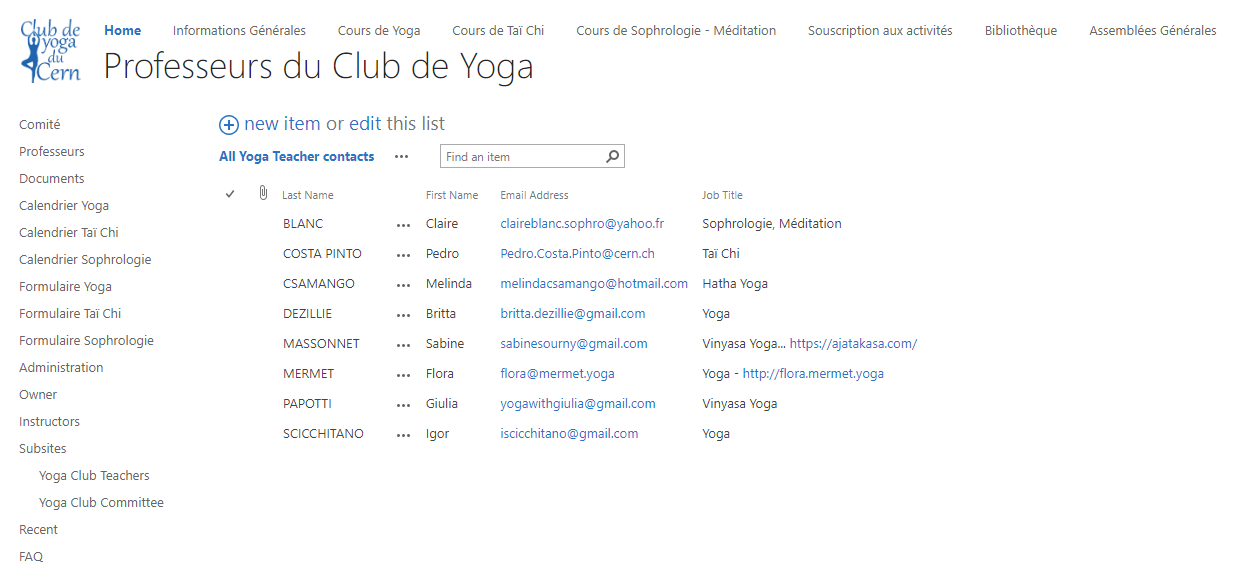 Club de
yoga
du
Cern
Home Informations Générales Cours de Yoga Cours de Taï Chi Cours de Sophrologie - Méditation Souscription aux activités Bibliothèque Assemblées Générales
Professeurs du Club de Yoga
Comité
Professeurs
Documents
Calendrier Yoga
Calendrier Taï Chi
Calendrier Sophrologie
Formulaire Yoga
Formulaire Taï Chi
Formulaire Sophrologie
Administration
Owner
Instructors
Subsites
Yoga Club Teachers
Yoga Club Committee
Recent
FAQ
new item or edit this list
All Yoga Teacher contacts ••• Find an item
Last Name First Name Email Address Job Title
BLANC ••• Claire claireblanc.sophro@yahoo.fr Sophrologie, Méditation
COSTA PINTO ••• Pedro Pedro.Costa.Pinto@cern.ch Taï Chi
CSAMANGO ••• Melinda melindacsamango@hotmail.com Hatha Yoga
DEZILLIE ••• Britta britta.dezillie@gmail.com Yoga
MASSONNET ••• Sabine sabinesourny@gmail.com Vinyasa Yoga... https://ajatakasa.com/
MERMET ••• Flora flora@mermet.yoga Yoga - http://flora.mermet.yoga
PAPOTTI ••• Giulia yogawithgiulia@gmail.com Vinyasa Yoga
SCICCHITANO ••• Igor iscicchitano@gmail.com Yoga